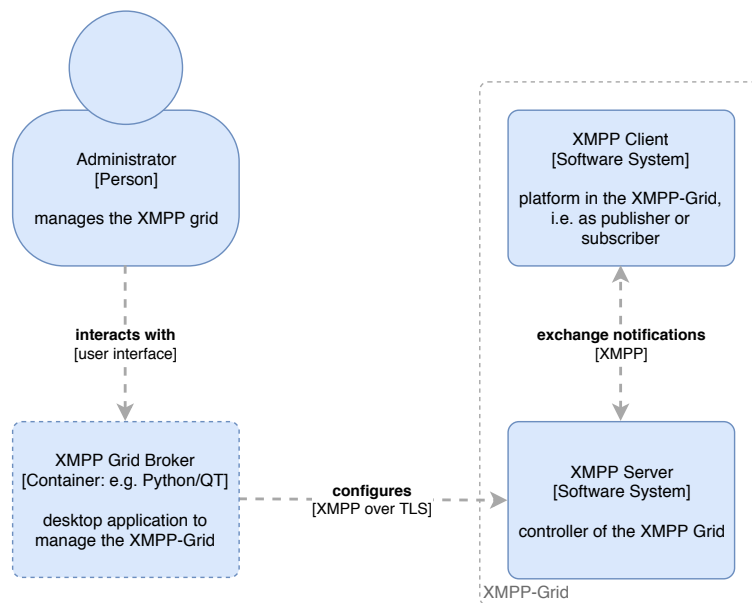 Administrator
[Person]
manages the XMPP grid
interacts with
[user interface]
XMPP Grid Broker
[Container: e.g. Python/QT]
desktop application to
manage the XMPP-Grid
configures
[XMPP over TLS]
XMPP Client
[Software System]
platform in the XMPP-Grid,
i.e. as publisher or
subscriber
exchange notifications
[XMPP]
XMPP Server
[Software System]
controller of the XMPP Grid
XMPP-Grid